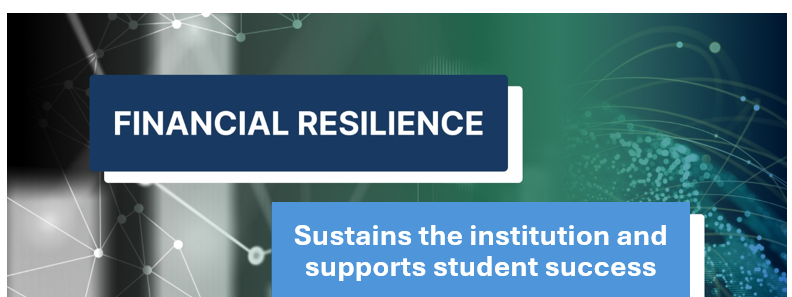 FINANCIAL RESILIENCE
Sustains the institution and
supports student success